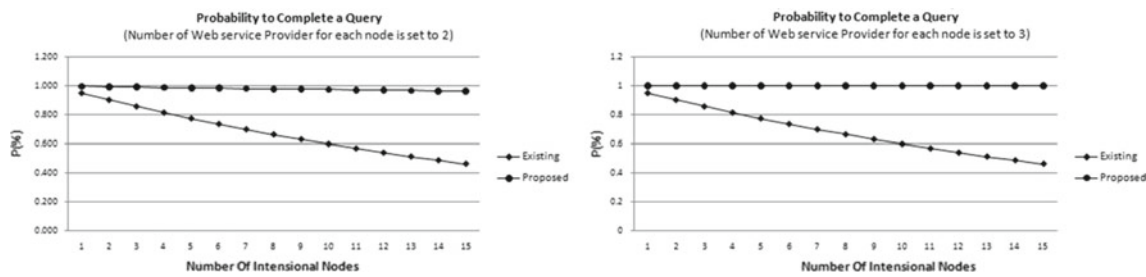 Probability to Complete a Query
(Number of Web service Provider for each node is set to 2)
1.200
1.000
0.800
0.600
0.400
0.200
0.000
P(%)
1 2 3 4 5 6 7 8 9 10 11 12 13 14 15
Number Of Intensional Nodes
Existing
Proposed
Probability to Complete a Query
(Number of Web service Provider for each node is set to 3)
1.2
1
0.8
0.6
0.4
0.2
0
P(%)
1 2 3 4 5 6 7 8 9 10 11 12 13 14 15
Number Of Intensional Nodes
Existing
Proposed